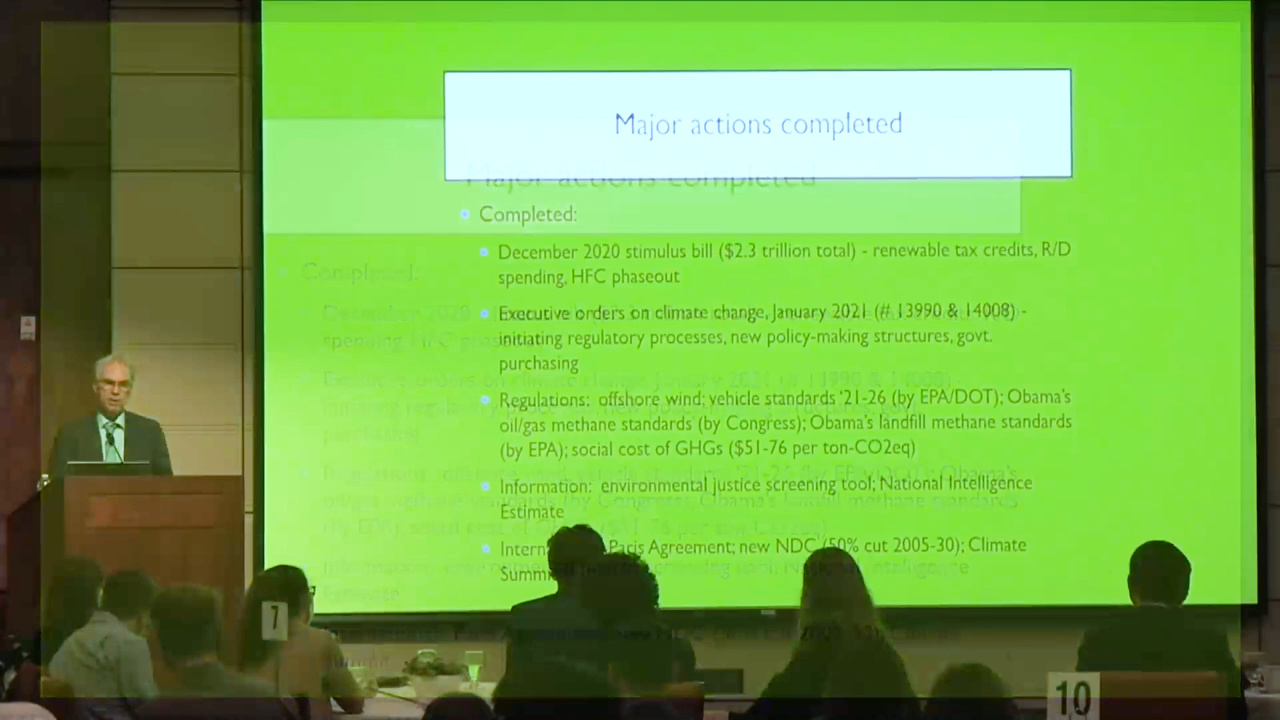 Major actions completed
Completed:
December 2020 stimulus bill ($2.3 trillion total) - renewable tax credits, R/D
spending, HFC phaseout
Executive orders on climate change, January 2021 (# 13990 & 14008) -
initiating regulatory processes, new policy-making structures, govt.
purchasing
Regulations: offshore wind; vehicle standards '21-26 (by EPA/DOT); Obama's
oil/gas methane standards (by Congress); Obama's landfill methane standards
(by EPA); social cost of GHGs ($51-76 per ton-CO2eq)
Information: environmental justice screening tool; National Intelligence
Estimate
Paris Agreement; new NDC (50% cut 2005-30); Climate
7
10